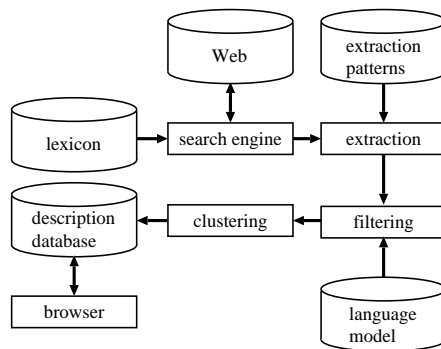 Web
extraction
patterns
lexicon
search engine
extraction
description
database
clustering
filtering
browser
language
model